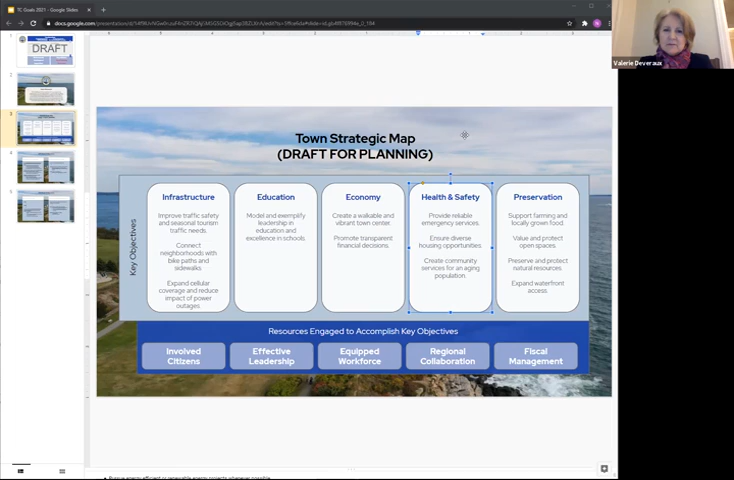 TC Goals 2021 - Google Slides
docs.google.com
DRAFT
Valerie Deveraux
Town Strategic Map
(DRAFT FOR PLANNING)
Key Objectives
Infrastructure
Improve traffic safety
and seasonal tourism
traffic needs.
Connect
neighborhoods with
bike paths and
sidewalks.
Expand cellular
coverage and reduce
impact of power
outages.
Education
Model and exemplify
leadership in
education and
excellence in schools.
Economy
Create a walkable and
vibrant town center.
Promote transparent
financial decisions.
Health & Safety
Provide reliable
emergency services.
Ensure diverse
housing opportunities.
Create community
services for an aging
population.
Preservation
Support farming and
locally grown food.
Value and protect
open spaces.
Preserve and protect
natural resources.
Expand waterfront
access.
Resources Engaged to Accomplish Key Objectives
Involved
Citizens
Effective
Leadership
Equipped
Workforce
Regional
Collaboration
Fiscal
Management